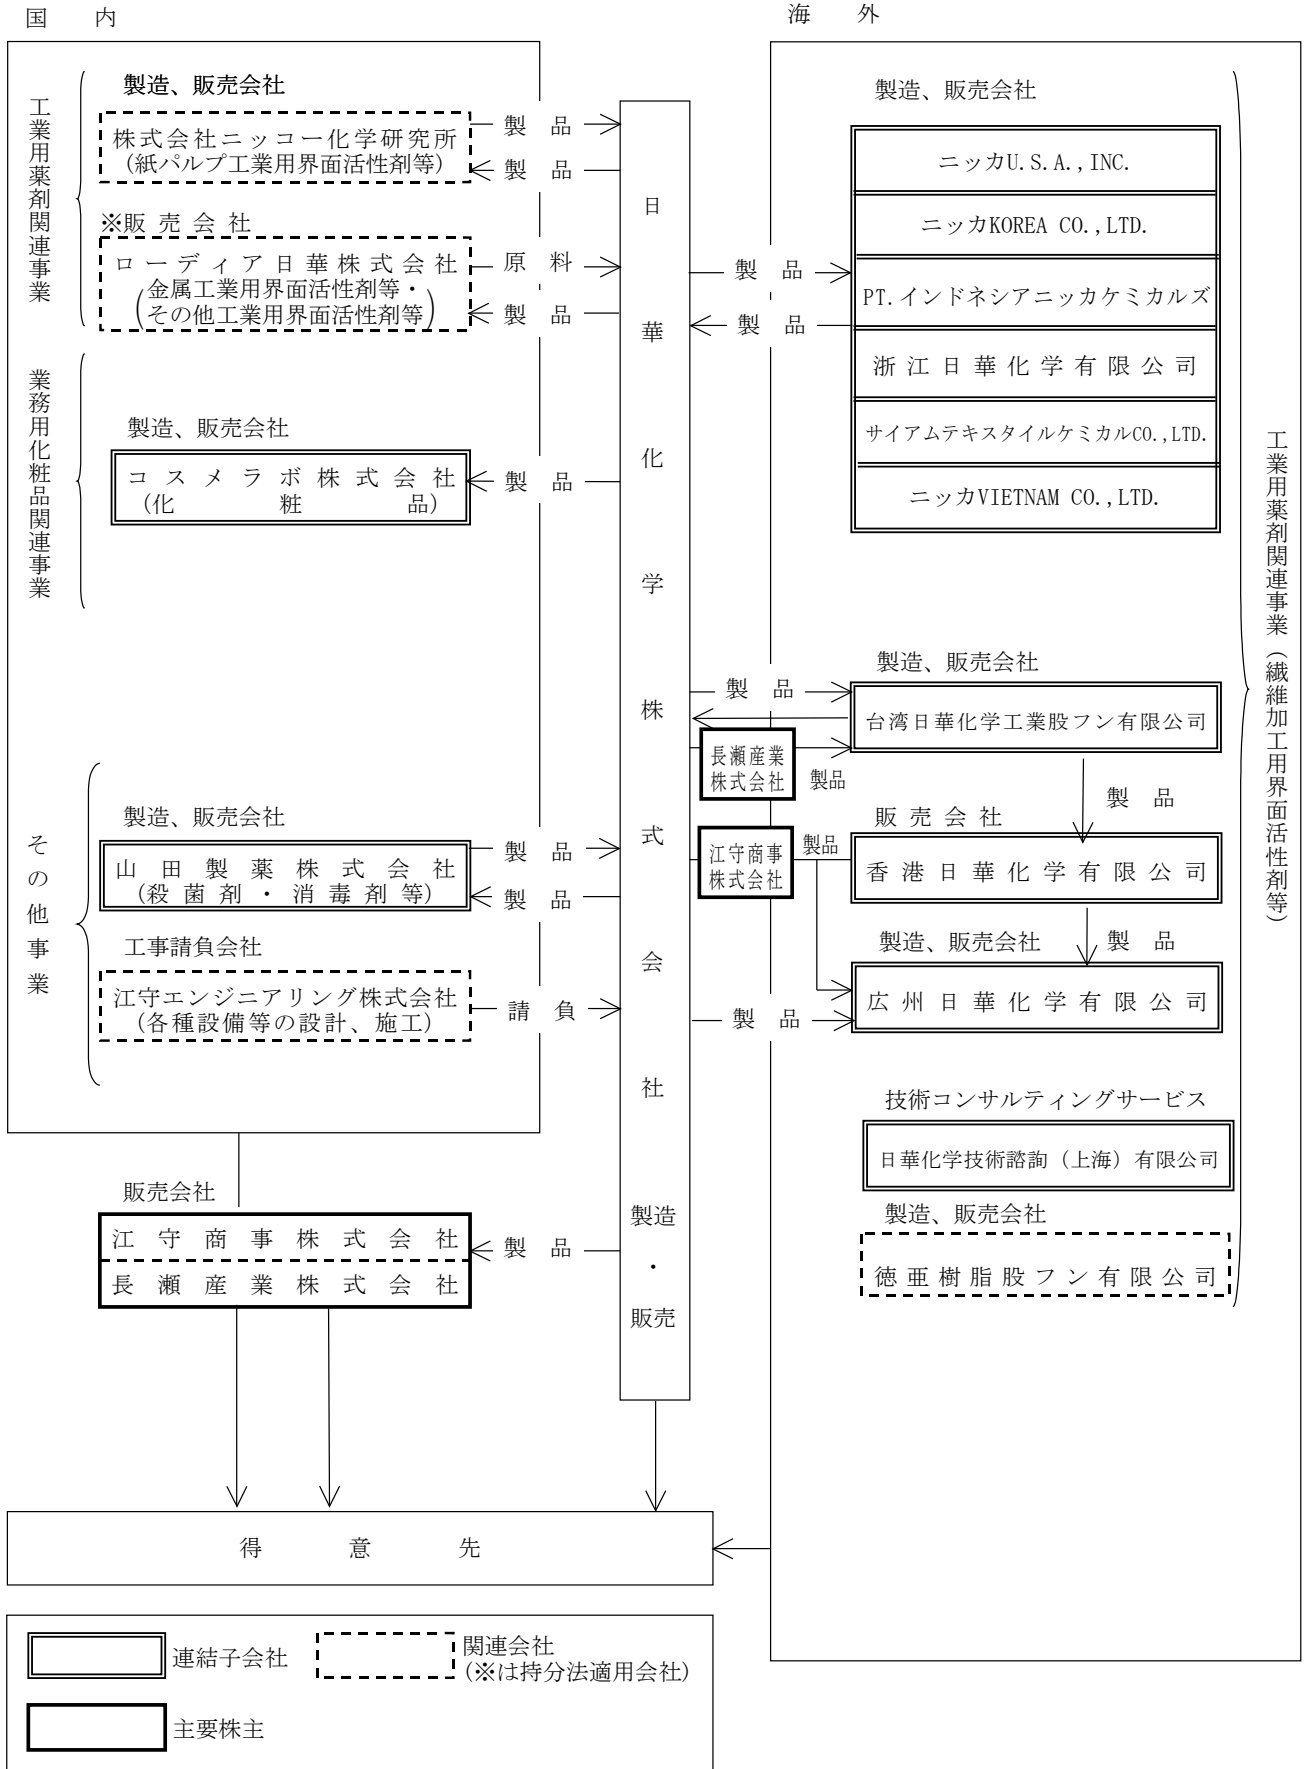 国 内
工業用薬剤関連事業
製造、販売会社
株式会社ニッコー化学研究所
(紙パルプ工業用界面活性剤等)
製 品
製 品
※販 売 会 社
ローディア日華株式会社
(金属工業用界面活性剤等・
その他工業用界面活性剤等)
原 料
製 品
業務用化粧品関連事業
製造、販売会社
コスメラボ株式会社
(化 粧 品)
製 品
その他事業
製造、販売会社
山田製薬株式会社
(殺菌剤・消毒剤等)
製 品
製 品
工事請負会社
江守エンジニアリング株式会社
(各種設備等の設計、施工)
請 負
販売会社
江守商事株式会社
長瀬産業株式会社
製 品
日華化学株式会社
製造
・
販売
海 外
製造、販売会社
ニッカU.S.A.,INC.
ニッカKOREA CO.,LTD.
PT.インドネシアニッカケミカルズ
浙江日華化学有限公司
サイアムテキスタイルケミカルCO.,LTD.
ニッカVIETNAM CO.,LTD.
製 品
製 品
製造、販売会社
台湾日華化学工業股フン有限公司
製 品
長瀬産業
株式会社
製品
製 品
販 売 会 社
香港日華化学有限公司
江守商事
株式会社
製品
製 品
製造、販売会社
広州日華化学有限公司
製 品
技術コンサルティングサービス
日華化学技術諮詢（上海）有限公司
製造、販売会社
徳亜樹脂股フン有限公司
工業用薬剤関連事業（繊維加工用界面活性剤等）
得 意 先
連結子会社
関連会社
(※は持分法適用会社)
主要株主